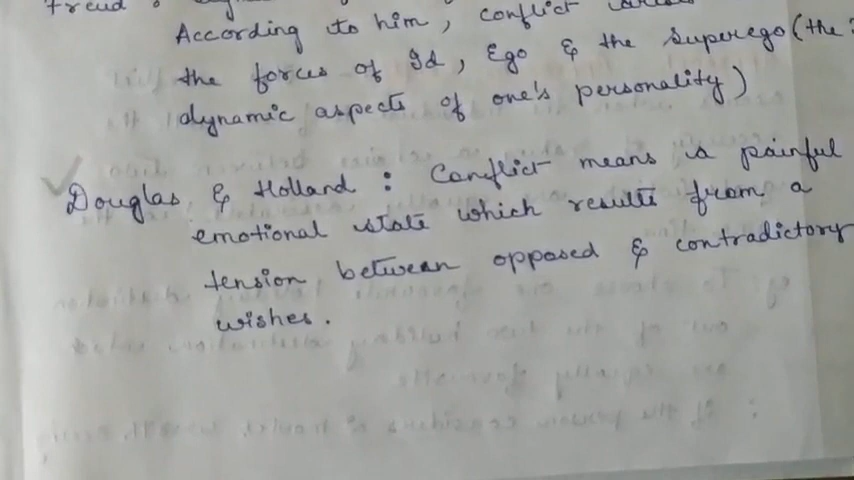 Freud :
According to him, conflict
the forces of Id, Ego & the Superego (the
dynamic aspects of one's personality)
Douglas & Holland : Conflict means a painful
emotional state which results from a
tension between opposed & contradictory
wishes.